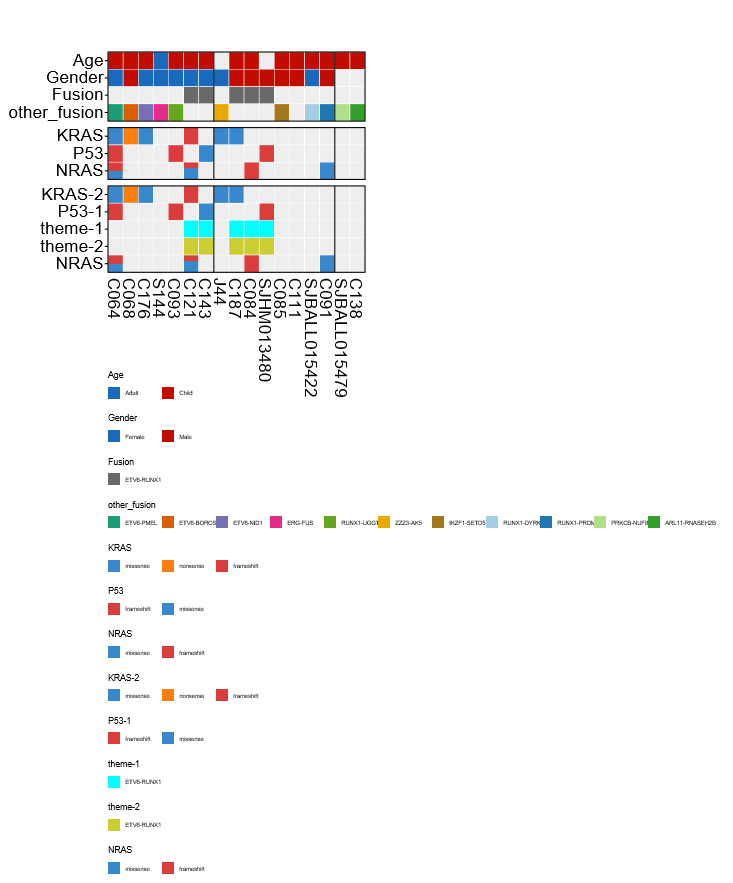 Age
Gender
Fusion
other_fusion
KRAS
P53
NRAS
KRAS-2
P53-1
theme-1
theme-2
NRAS
C064 C068 C176 S144 C093 C121 C143 J44 C187 C084 SJHM013480 C085 C111 SJBALL015422 C091 SJBALL015479 C138
Age
Adult Child
Gender
Female Male
Fusion
ETV6-RUNX1
other_fusion
ETV6-PMEL ETV6-BORCS ETV6-NID1 ERG-FUS RUNX1-UGGT ZZZ3-AK5 IKZF1-SETD5 RUNX1-DYRK RUNX1-PRDM PRKCB-NUFI ARL11-RNASEH2B
KRAS
missense nonsense frameshift
P53
frameshift missense
NRAS
missense frameshift
KRAS-2
missense nonsense frameshift
P53-1
frameshift missense
theme-1
ETV6-RUNX1
theme-2
ETV6-RUNX1
NRAS
missense frameshift